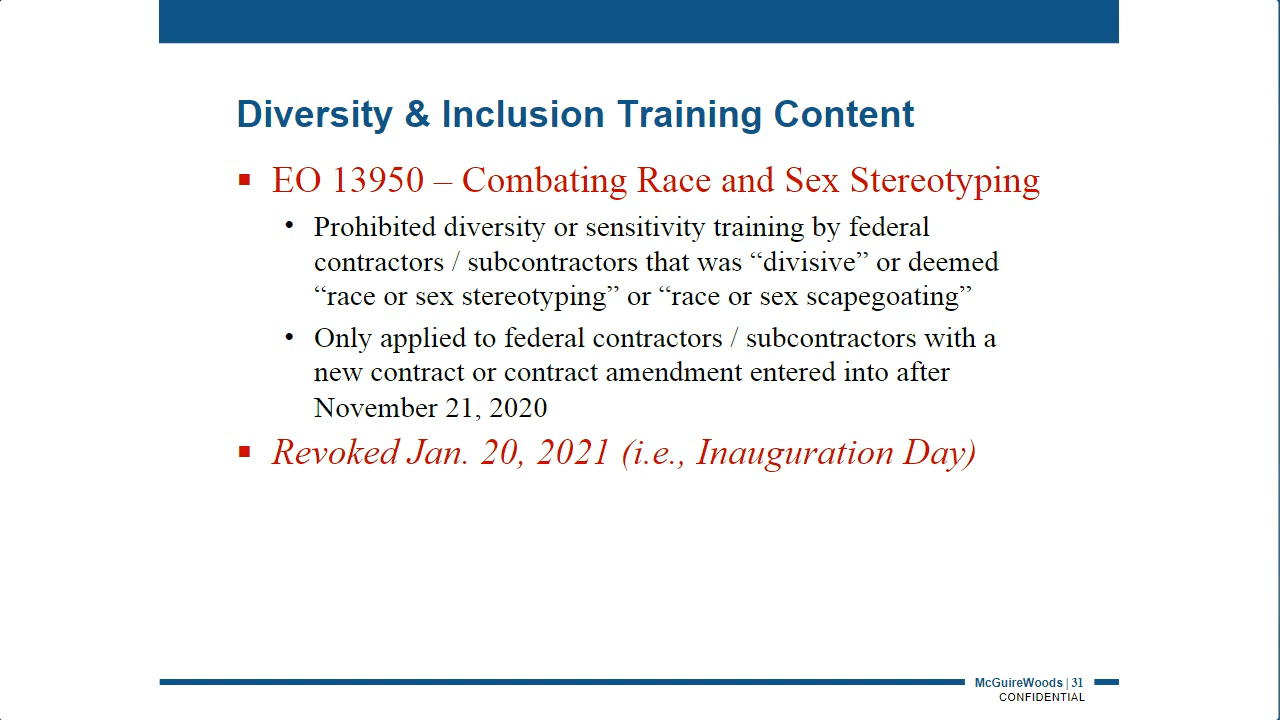 Diversity & Inclusion Training Content
▪ EO 13950 – Combating Race and Sex Stereotyping
• Prohibited diversity or sensitivity training by federal
contractors / subcontractors that was “divisive” or deemed
“race or sex stereotyping” or “race or sex scapegoating”
• Only applied to federal contractors / subcontractors with a
new contract or contract amendment entered into after
November 21, 2020
▪ Revoked Jan. 20, 2021 (i.e., Inauguration Day)
McGuireWoods | 31
CONFIDENTIAL